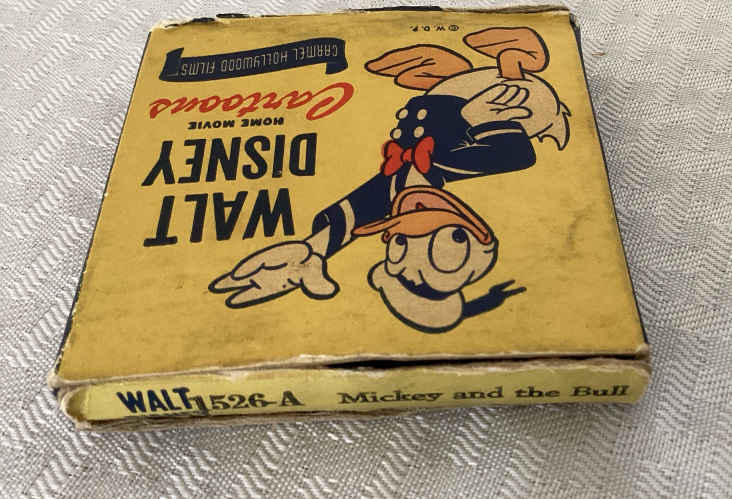 WALT
DISNEY
HOME MOVIE
Cartoons
CARMEL HOLLYWOOD FILMS
© W. D. P.
WALT 1526-A Mickey and the Bull